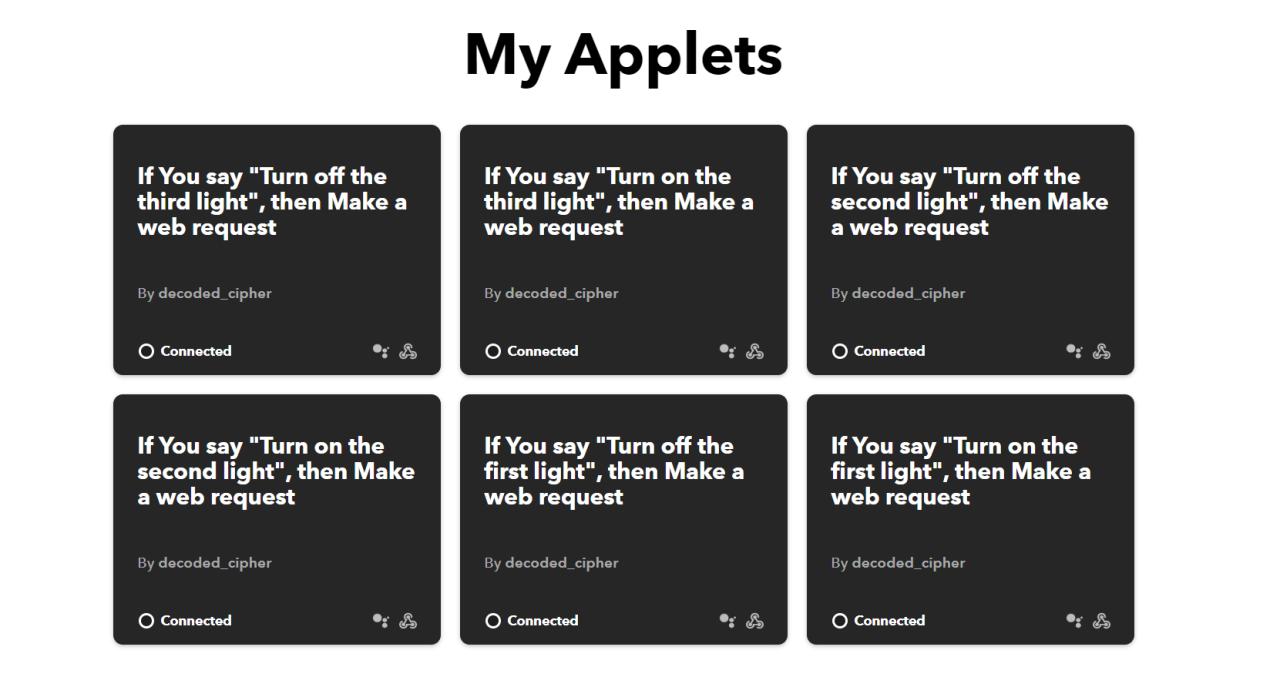 My Applets
If You say "Turn off the
third light", then Make a
web request
By decoded_cipher
Connected
If You say "Turn on the
third light", then Make a
web request
By decoded_cipher
Connected
If You say "Turn off the
second light", then Make
a web request
By decoded_cipher
Connected
If You say "Turn on the
second light", then Make
a web request
By decoded_cipher
Connected
If You say "Turn off the
first light", then Make a
web request
By decoded_cipher
Connected
If You say "Turn on the
first light", then Make a
web request
By decoded_cipher
Connected